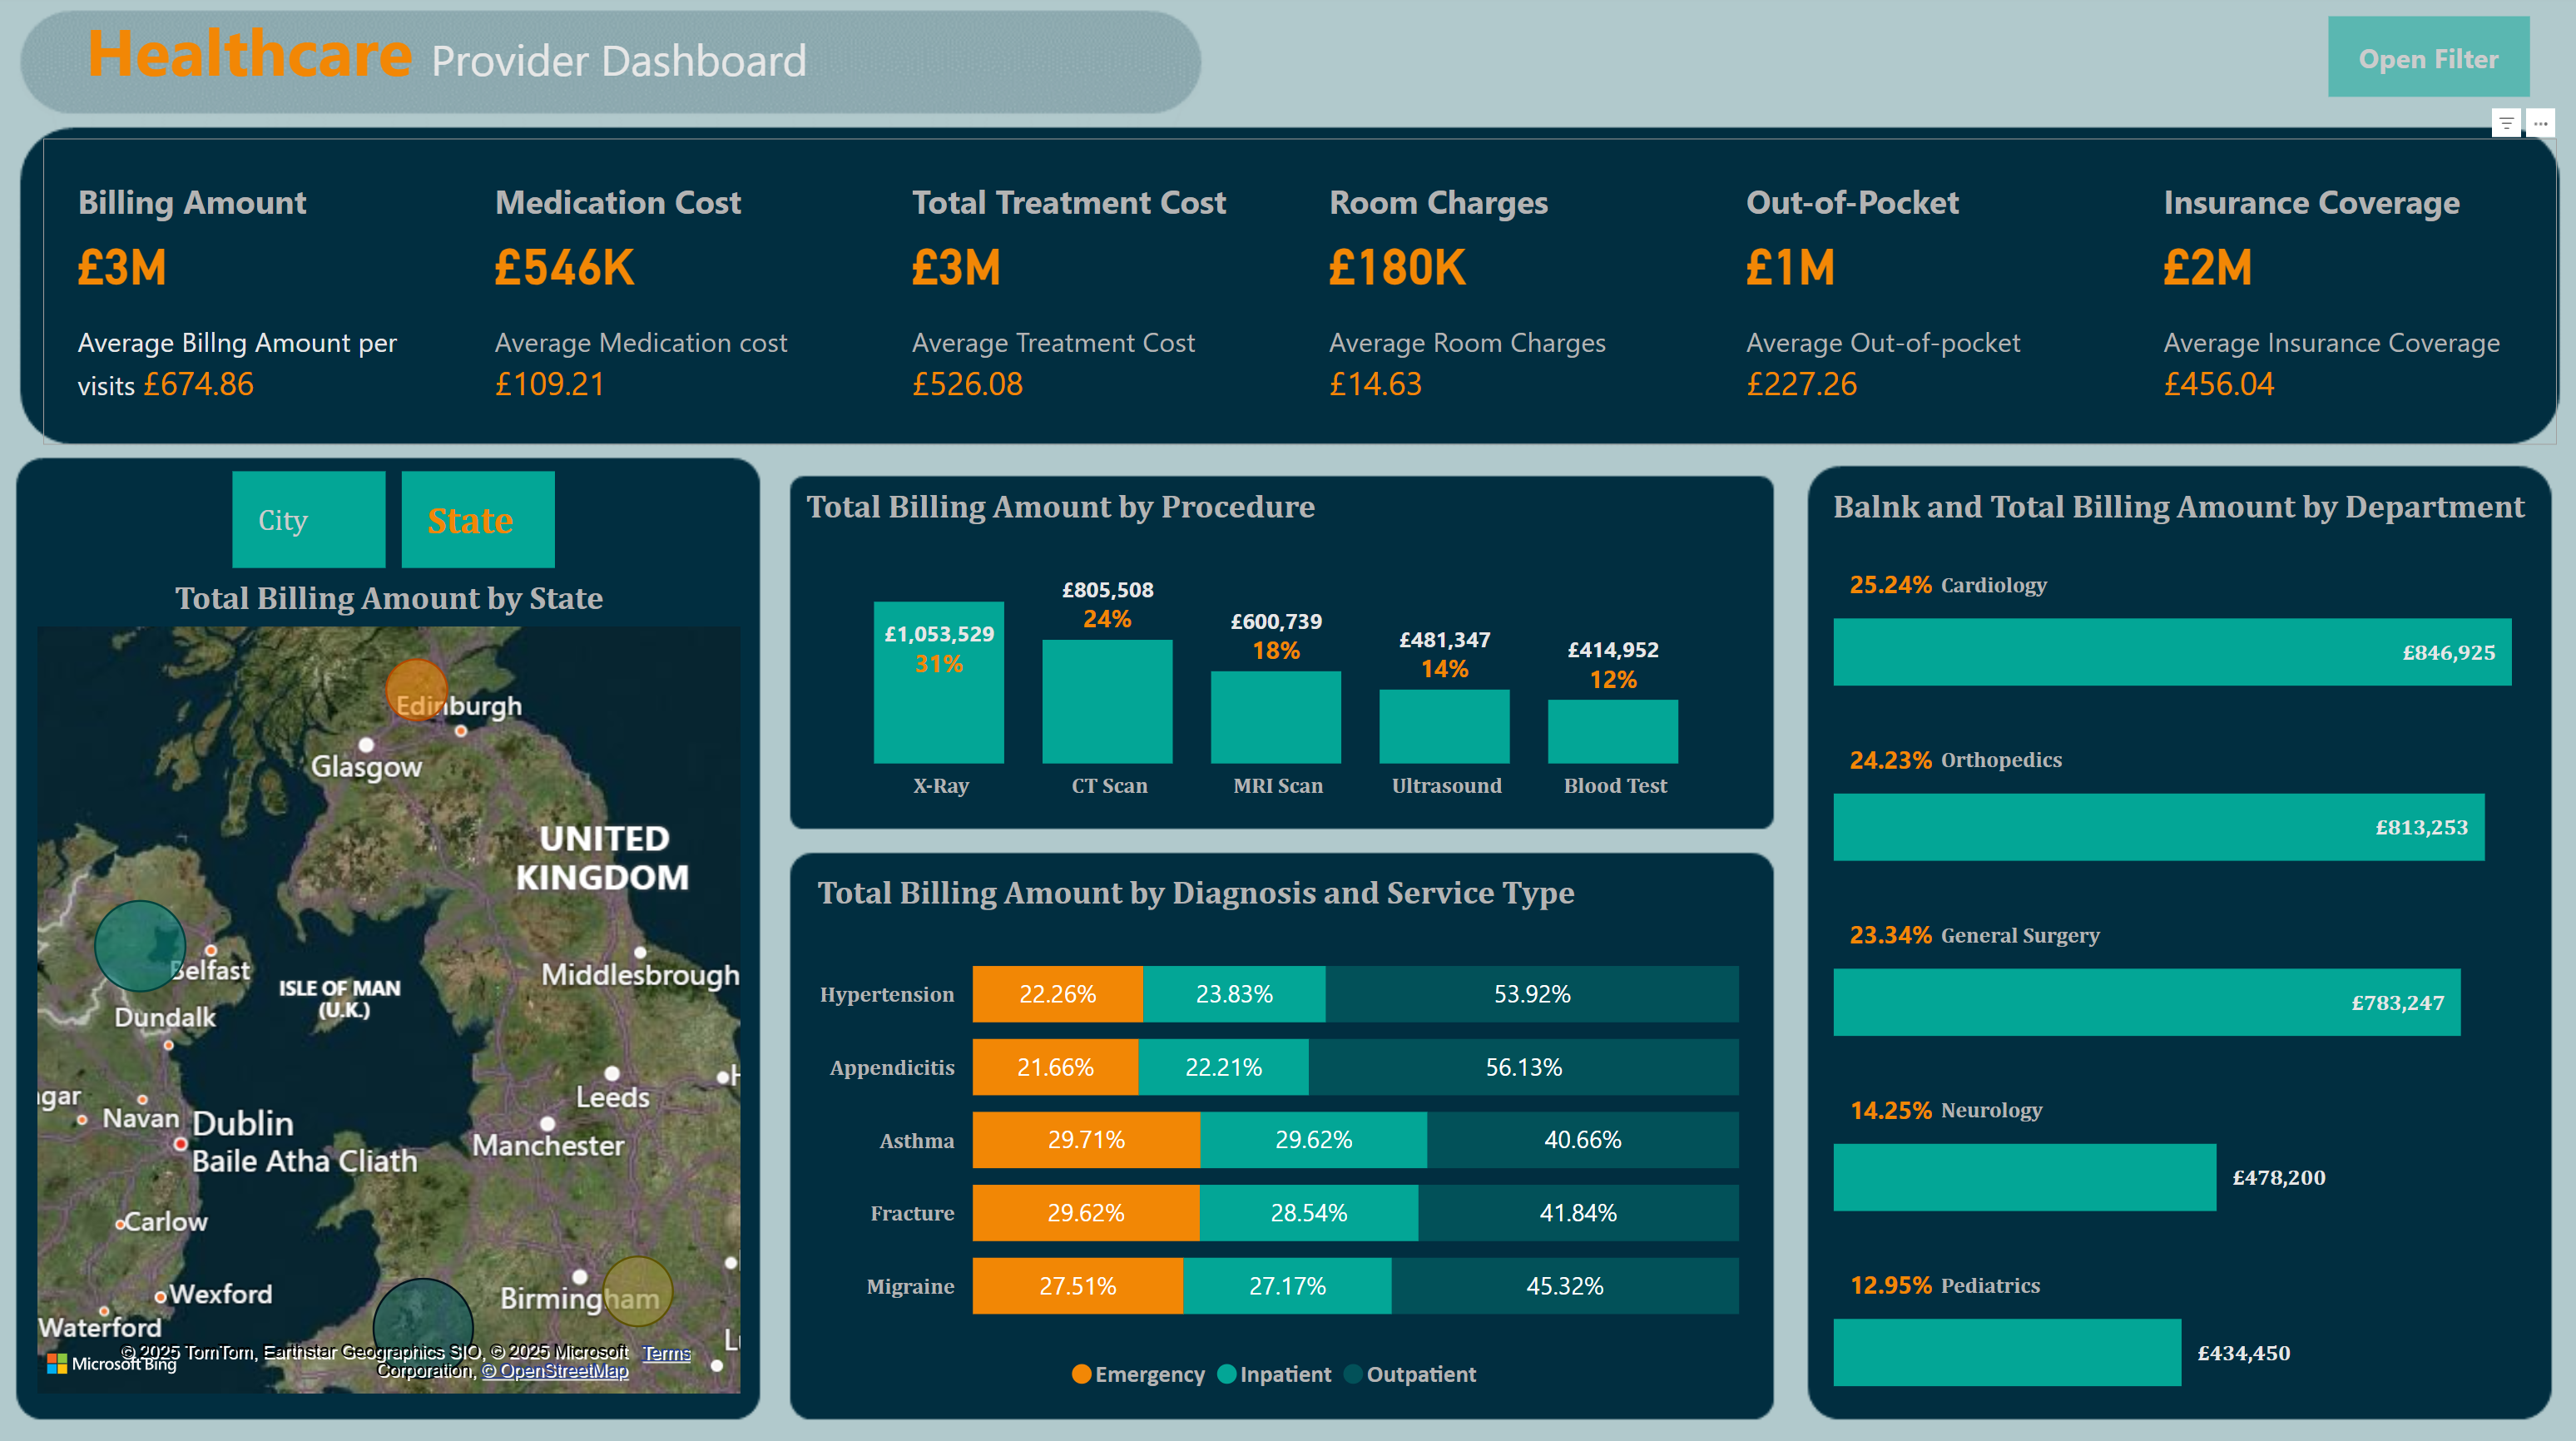 Healthcare Provider Dashboard
Open Filter
Billing Amount
£3M
Average Billng Amount per
visits £674.86
Medication Cost
£546K
Average Medication cost
£109.21
Total Treatment Cost
£3M
Average Treatment Cost
£526.08
Room Charges
£180K
Average Room Charges
£14.63
Out-of-Pocket
£1M
Average Out-of-pocket
£227.26
Insurance Coverage
£2M
Average Insurance Coverage
£456.04
City
State
Total Billing Amount by State
Edinburgh
Glasgow
UNITED
KINGDOM
Belfast
ISLE OF MAN
(U.K.)
Middlesbrough
Dundalk
Leeds
Navan
Dublin
Baile Atha Cliath
Manchester
Carlow
Wexford
Birmingham
Waterford
© 2025 TomTom, Earthstar Geographics SIO, © 2025 Microsoft
Corporation, © OpenStreetMap
Terms
Microsoft Bing
Total Billing Amount by Procedure
£1,053,529
31%
£805,508
24%
£600,739
18%
£481,347
14%
£414,952
12%
X-Ray
CT Scan
MRI Scan
Ultrasound
Blood Test
Total Billing Amount by Diagnosis and Service Type
Hypertension 22.26% 23.83% 53.92%
Appendicitis 21.66% 22.21% 56.13%
Asthma 29.71% 29.62% 40.66%
Fracture 29.62% 28.54% 41.84%
Migraine 27.51% 27.17% 45.32%
Emergency Inpatient Outpatient
Balnk and Total Billing Amount by Department
25.24% Cardiology
£846,925
24.23% Orthopedics
£813,253
23.34% General Surgery
£783,247
14.25% Neurology
£478,200
12.95% Pediatrics
£434,450